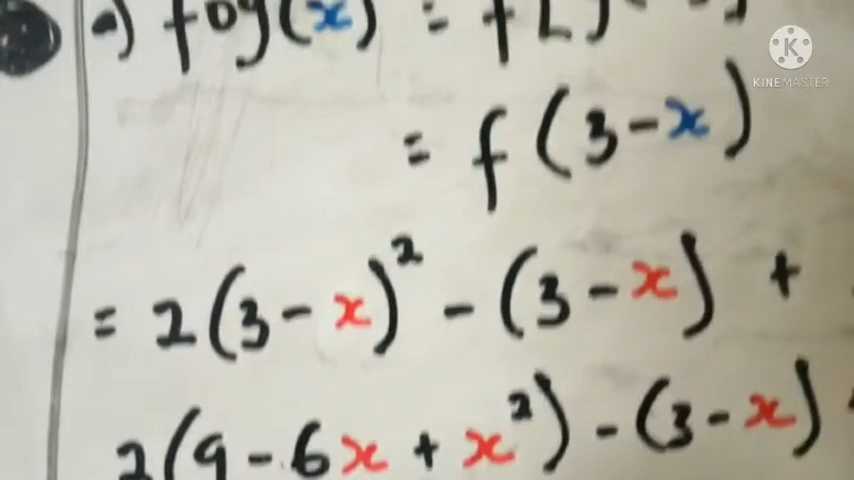 a) fog(x) = f[g
= f(3-x)
= 2(3-x)² - (3-x) +
2(9-6x+x²) - (3-x)
K
KINEMASTER